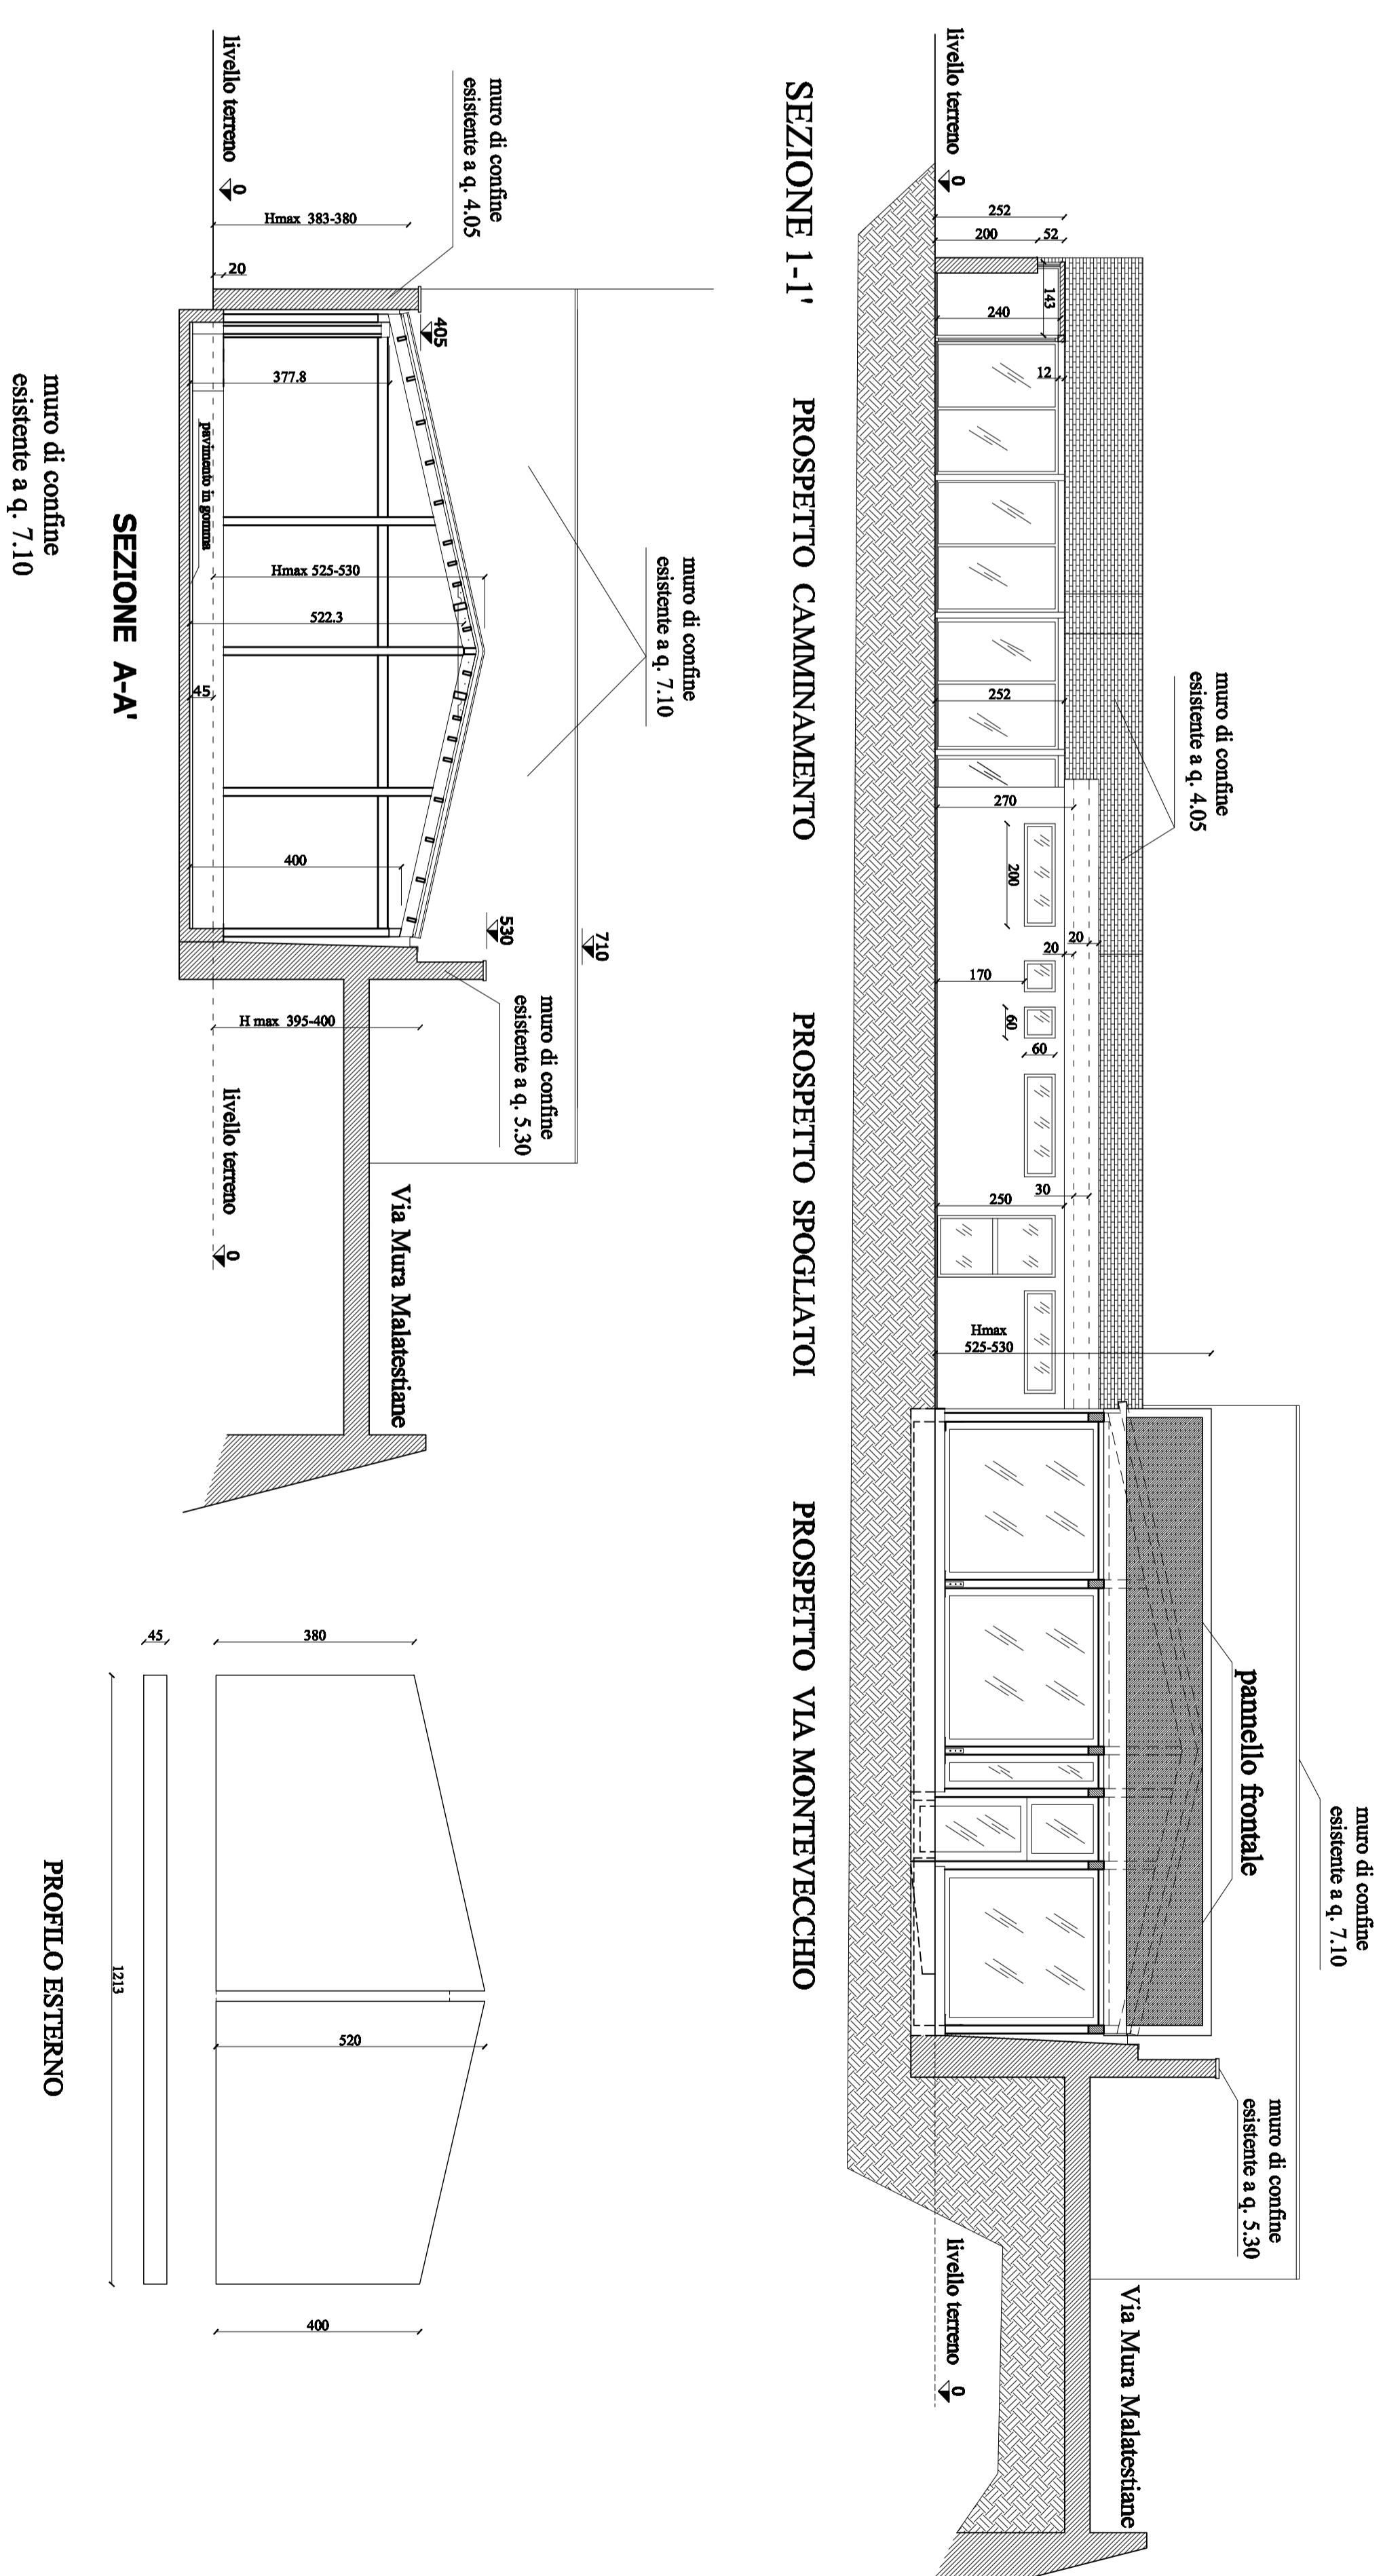 muro di confine
esistente a q. 7.10
muro di confine
esistente a q. 5.30
pannello frontale
muro di confine
esistente a q. 4.05
livello terreno
0
252
200
52
143
240
12
252
270
200
20
20
170
60
60
30
250
Hmax
525-530
Via Mura Malatestiane
livello terreno
0
SEZIONE 1-1'
PROSPETTO CAMMINAMENTO
PROSPETTO SPOGLIATOI
PROSPETTO VIA MONTEVECCHIO
muro di confine
esistente a q. 7.10
muro di confine
esistente a q. 4.05
livello terreno
0
Hmax 383-380
20
405
377.8
pavimento in gomma
Hmax 525-530
522.3
45
400
530
710
muro di confine
esistente a q. 5.30
H max 395-400
livello terreno
0
Via Mura Malatestiane
SEZIONE A-A'
muro di confine
esistente a q. 7.10
380
45
520
400
1213
PROFILO ESTERNO